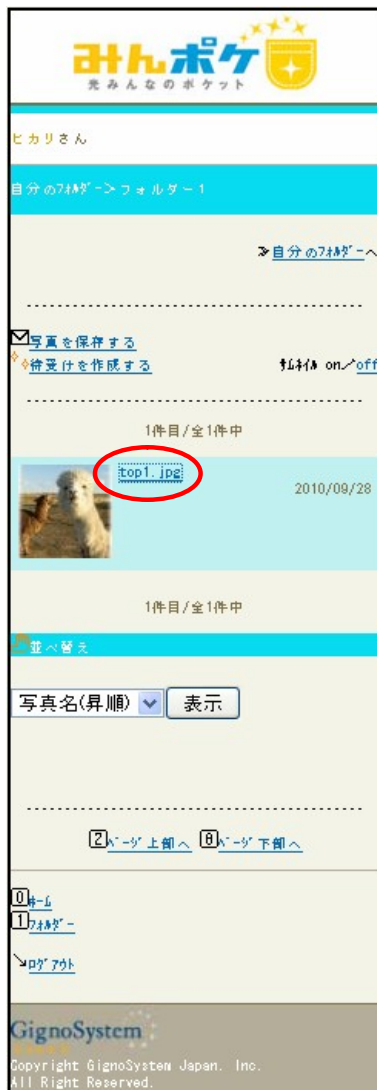 みんポケ
光みんなのポケット
ヒカリさん
自分のﾌｫﾙﾀﾞｰ>フォルダー1
≫自分のﾌｫﾙﾀﾞｰへ
写真を保存する
待受けを作成する ｻﾑﾈｲﾙ on／off
1件目/全1件中
top1.jpg
2010/09/28
1件目/全1件中
並べ替え
写真名(昇順) 表示
2ﾍﾟｰｼﾞ上部へ 8ﾍﾟｰｼﾞ下部へ
0ﾎｰﾑ
1ﾌｫﾙﾀﾞｰ
ﾛｸﾞｱｳﾄ
GignoSystem
Copyright GignoSystem Japan. Inc.
All Right Reserved.